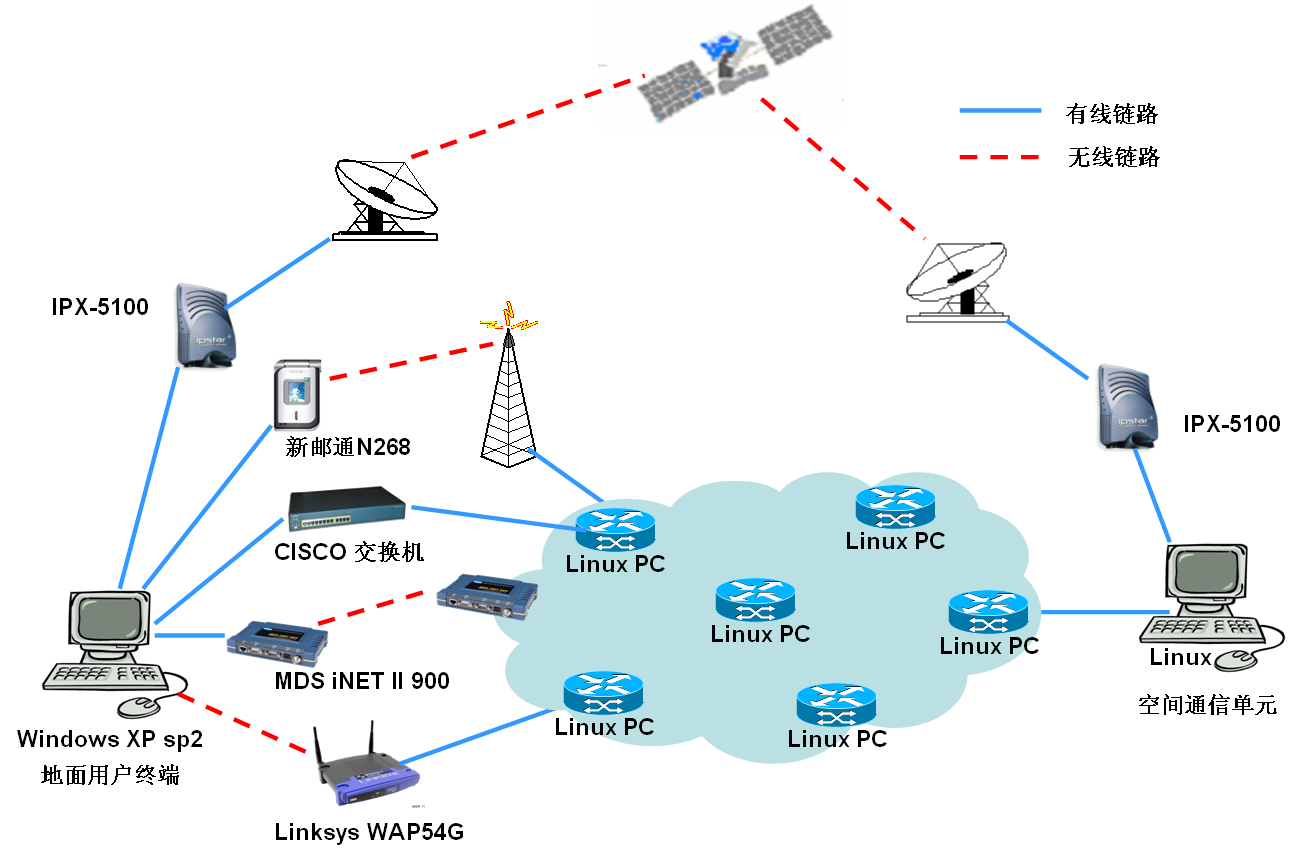 有线链路
无线链路
IPX-5100
ipstar
新邮通N268
IPX-5100
ipstar
CISCO 交换机
Linux PC
Linux PC
Linux PC
Linux PC
Linux
MDS iNET II 900
空间通信单元
Linux PC
Linux PC
Windows XP sp2
地面用户终端
Linksys WAP54G